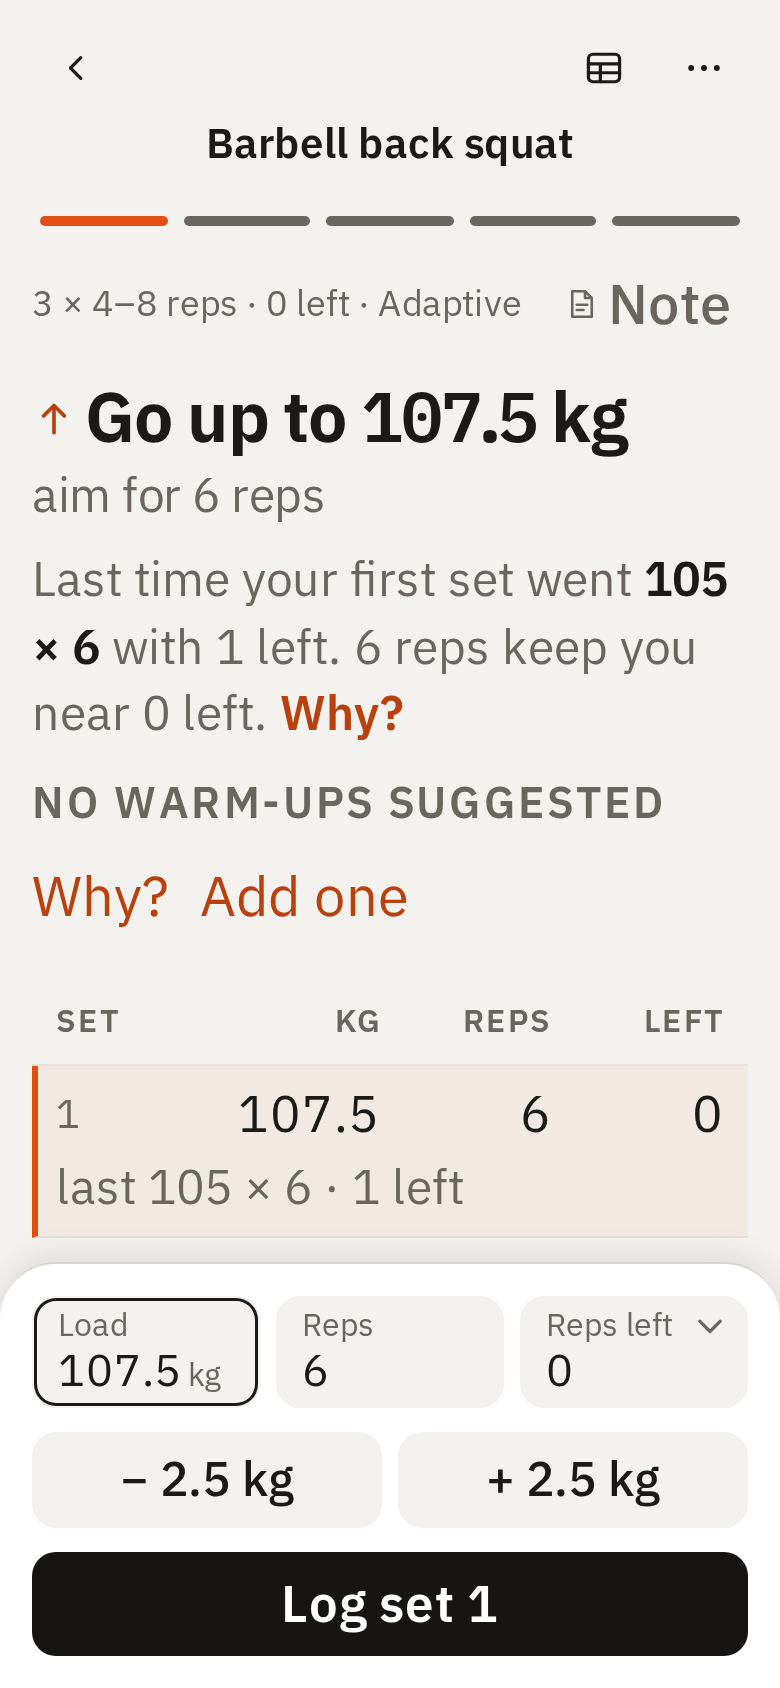 Barbell back squat
3 × 4–8 reps · 0 left · Adaptive Note
↑ Go up to 107.5 kg
aim for 6 reps
Last time your first set went 105
× 6 with 1 left. 6 reps keep you
near 0 left. Why?
NO WARM-UPS SUGGESTED
Why? Add one
SET KG REPS LEFT
1 107.5 6 0
last 105 × 6 · 1 left
Load Reps Reps left
107.5 kg 6 0
− 2.5 kg + 2.5 kg
Log set 1